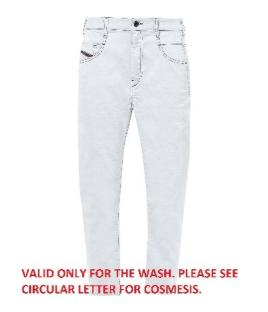 VALID ONLY FOR THE WASH. PLEASE SEE
CIRCULAR LETTER FOR COSMESIS.